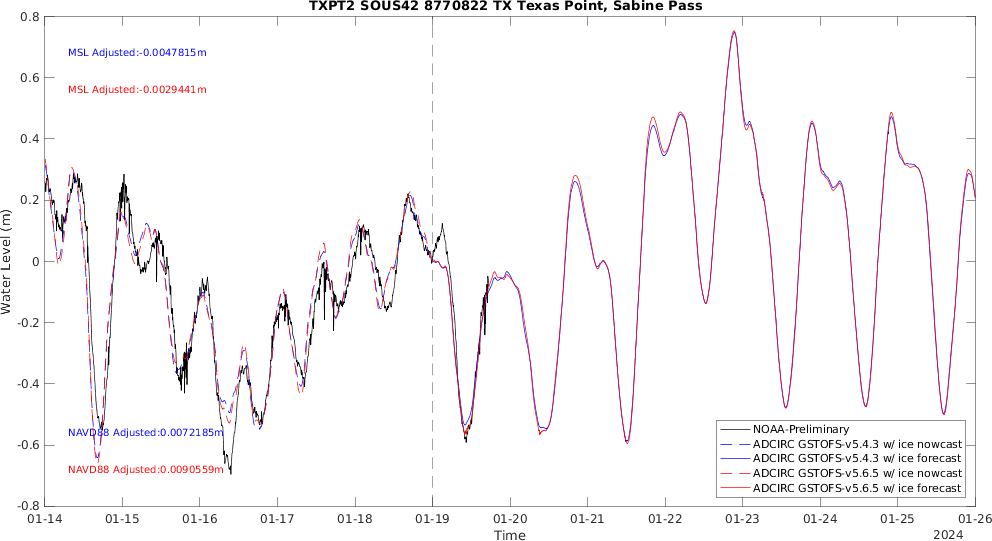 TXPT2 SOUS42 8770822 TX Texas Point, Sabine Pass
0.8
0.6
0.4
0.2
0
-0.2
-0.4
-0.6
-0.8
Water Level (m)
MSL Adjusted:-0.0047815m
MSL Adjusted:-0.0029441m
NAVD88 Adjusted:0.0072185m
NAVD88 Adjusted:0.0090559m
NOAA-Preliminary
ADCIRC GSTOFS-v5.4.3 w/ ice nowcast
ADCIRC GSTOFS-v5.4.3 w/ ice forecast
ADCIRC GSTOFS-v5.6.5 w/ ice nowcast
ADCIRC GSTOFS-v5.6.5 w/ ice forecast
01-14 01-15 01-16 01-17 01-18 01-19 01-20 01-21 01-22 01-23 01-24 01-25 01-26
Time 2024